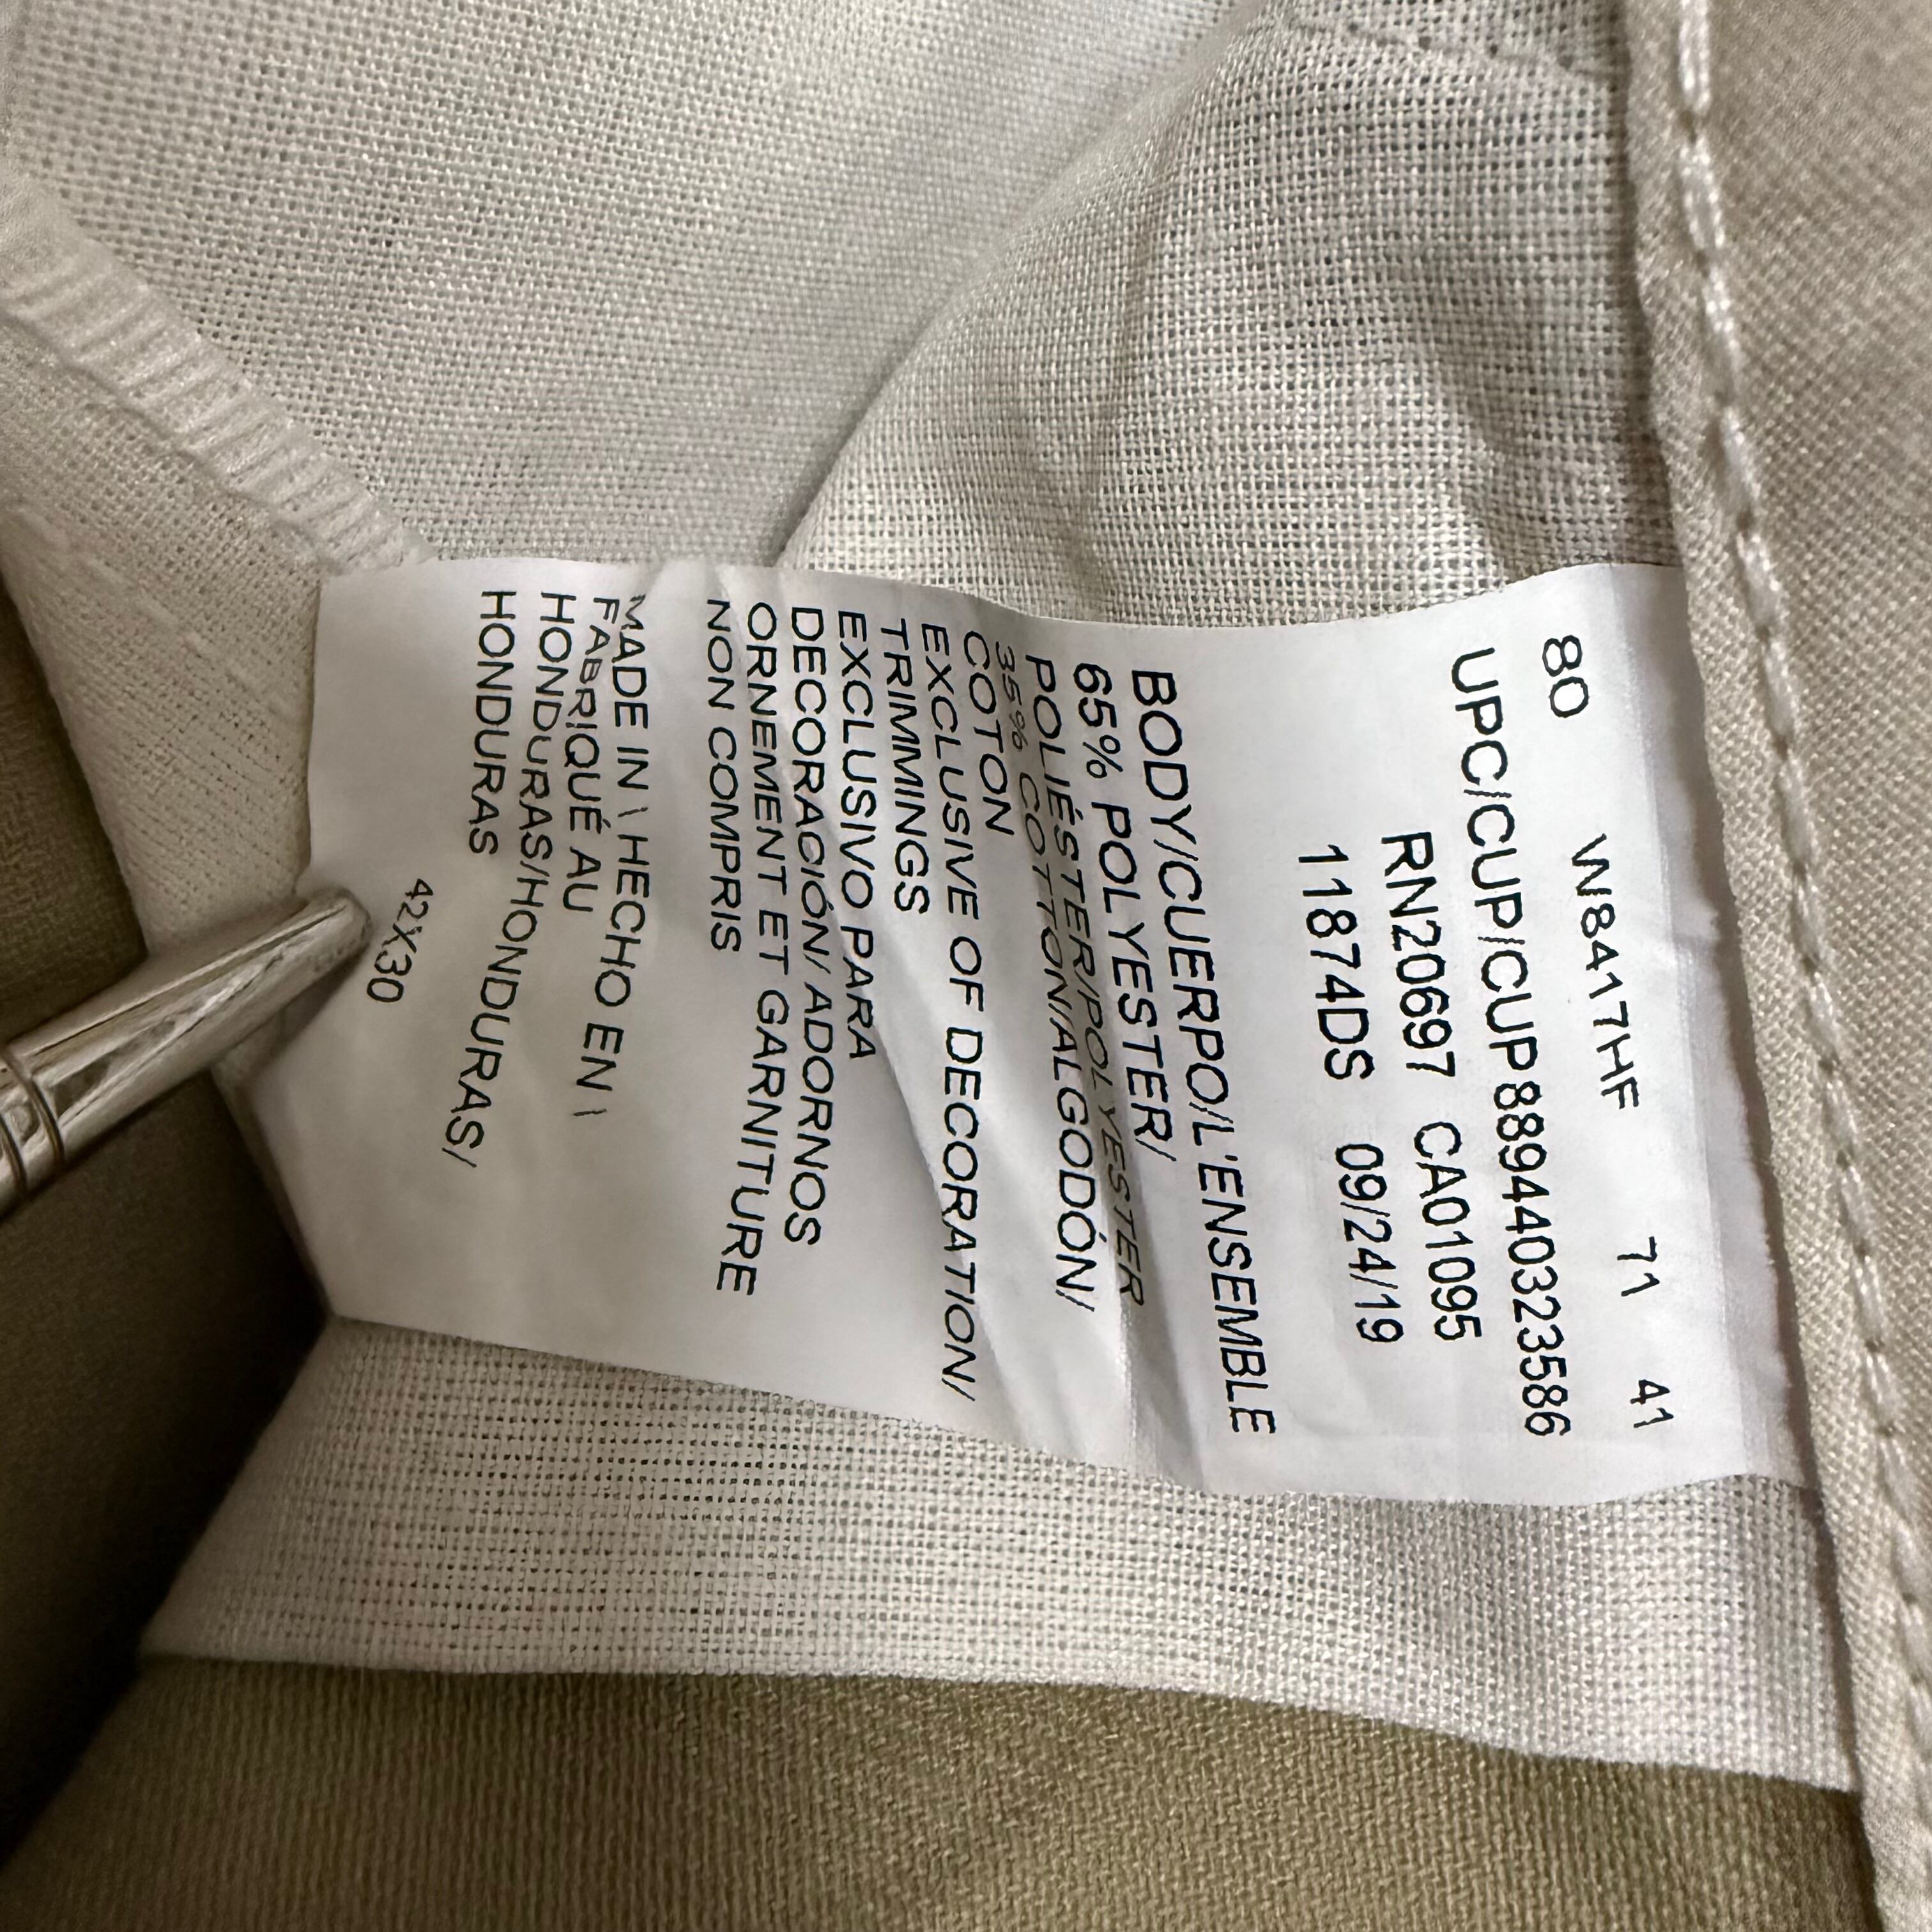 80 W8417HF 71 41
UPC/CUP/CUP889440323586
RN20697 CA01095
11874DS 09/24/19
BODY/CUERPO/L'ENSEMBLE
65% POLYESTER/
POLIÉSTER/POLYESTER
35% COTTON/ALGODÓN/
COTON
EXCLUSIVE OF DECORATION/
TRIMMINGS
EXCLUSIVO PARA
DECORACIÓN/ ADORNOS
ORNEMENT ET GARNITURE
NON COMPRIS
MADE IN \ HECHO EN \
FABRIQUÉ AU
HONDURAS/HONDURAS/
HONDURAS
42X30